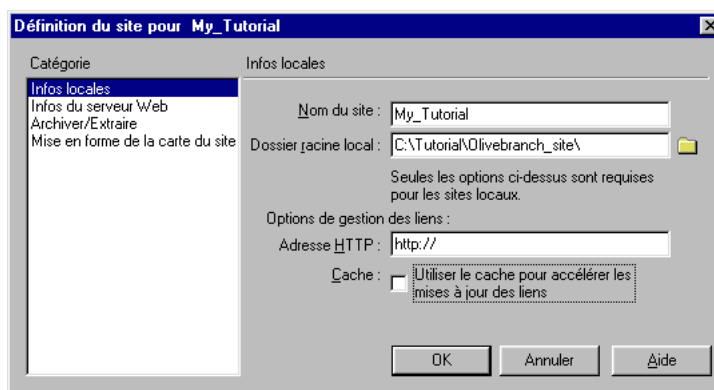 Définition du site pour My_Tutorial
Catégorie
Infos locales
Infos du serveur Web
Archiver/Extraire
Mise en forme de la carte du site
Infos locales
Nom du site : My_Tutorial
Dossier racine local : C:\Tutorial\Olivebranch_site\
Seules les options ci-dessus sont requises
pour les sites locaux.
Options de gestion des liens :
Adresse HTTP : http://
Cache : Utiliser le cache pour accélérer les
mises à jour des liens
OK Annuler Aide